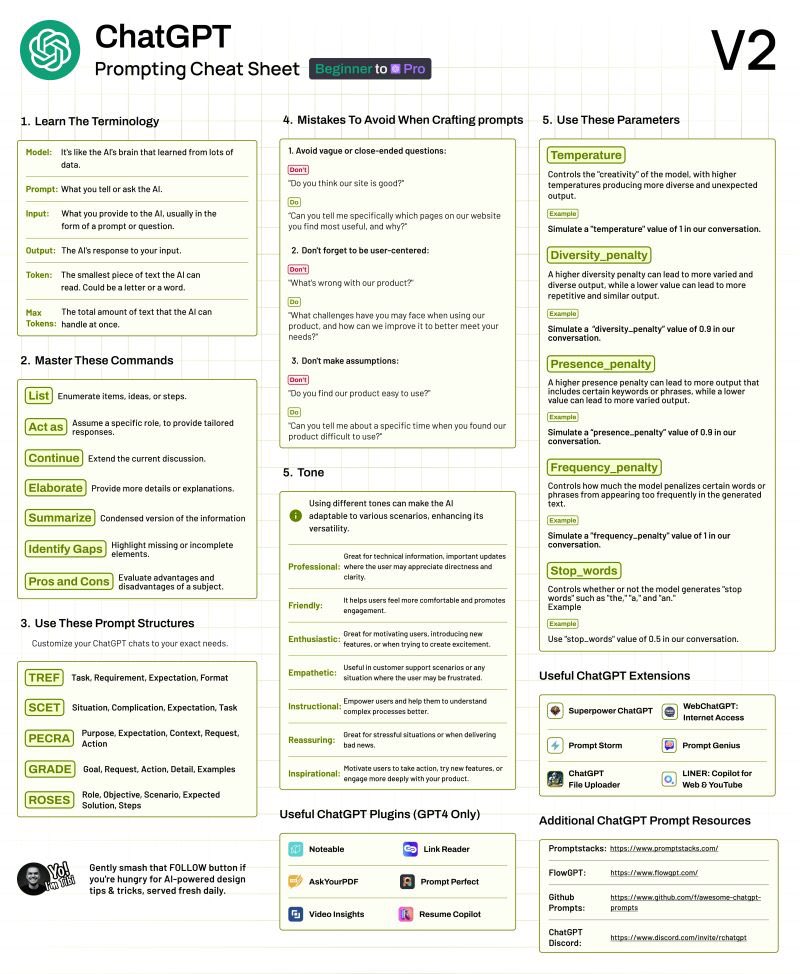 ChatGPT
Prompting Cheat Sheet Beginner to Pro
V2
1. Learn The Terminology
Model: It's like the AI's brain that learned from lots of
data.
Prompt: What you tell or ask the AI.
Input: What you provide to the AI, usually in the
form of a prompt or question.
Output: The AI's response to your input.
Token: The smallest piece of text the AI can
read. Could be a letter or a word.
Max The total amount of text that the AI can
Tokens: handle at once.
2. Master These Commands
List Enumerate items, ideas, or steps.
Act as Assume a specific role, to provide tailored
responses.
Continue Extend the current discussion.
Elaborate Provide more details or explanations.
Summarize Condensed version of the information
Identify Gaps Highlight missing or incomplete
elements.
Pros and Cons Evaluate advantages and
disadvantages of a subject.
3. Use These Prompt Structures
Customize your ChatGPT chats to your exact needs.
TREF Task, Requirement, Expectation, Format
SCET Situation, Complication, Expectation, Task
PECRA Purpose, Expectation, Context, Request,
Action
GRADE Goal, Request, Action, Detail, Examples
ROSES Role, Objective, Scenario, Expected
Solution, Steps
Yo!
I'm Tibi
Gently smash that FOLLOW button if
you're hungry for AI-powered design
tips & tricks, served fresh daily.
4. Mistakes To Avoid When Crafting prompts
1. Avoid vague or close-ended questions:
Don't
"Do you think our site is good?"
Do
"Can you tell me specifically which pages on our website
you find most useful, and why?"
2. Don't forget to be user-centered:
Don't
"What's wrong with our product?"
Do
"What challenges have you may face when using our
product, and how can we improve it to better meet your
needs?"
3. Don't make assumptions:
Don't
"Do you find our product easy to use?"
Do
"Can you tell me about a specific time when you found our
product difficult to use?"
5. Tone
Using different tones can make the AI
adaptable to various scenarios, enhancing its
versatility.
Professional: Great for technical information, important updates
where the user may appreciate directness and
clarity.
Friendly: It helps users feel more comfortable and promotes
engagement.
Enthusiastic: Great for motivating users, introducing new
features, or when trying to create excitement.
Empathetic: Useful in customer support scenarios or any
situation where the user may be frustrated.
Instructional: Empower users and help them to understand
complex processes better.
Reassuring: Great for stressful situations or when delivering
bad news.
Inspirational: Motivate users to take action, try new features, or
engage more deeply with your product.
Useful ChatGPT Plugins (GPT4 Only)
Noteable Link Reader
AskYourPDF Prompt Perfect
Video Insights Resume Copilot
5. Use These Parameters
Temperature
Controls the "creativity" of the model, with higher
temperatures producing more diverse and unexpected
output.
Example
Simulate a "temperature" value of 1 in our conversation.
Diversity_penalty
A higher diversity penalty can lead to more varied and
diverse output, while a lower value can lead to more
repetitive and similar output.
Example
Simulate a "diversity_penalty" value of 0.9 in our
conversation.
Presence_penalty
A higher presence penalty can lead to more output that
includes certain keywords or phrases, while a lower
value can lead to more varied output.
Example
Simulate a "presence_penalty" value of 0.9 in our
conversation.
Frequency_penalty
Controls how much the model penalizes certain words or
phrases from appearing too frequently in the generated
text.
Example
Simulate a "frequency_penalty" value of 1 in our
conversation.
Stop_words
Controls whether or not the model generates "stop
words" such as "the," "a," and "an."
Example
Example
Use "stop_words" value of 0.5 in our conversation.
Useful ChatGPT Extensions
Superpower ChatGPT WebChatGPT:
Internet Access
Prompt Storm Prompt Genius
ChatGPT LINER: Copilot for
File Uploader Web & YouTube
Additional ChatGPT Prompt Resources
Promptstacks: https://www.promptstacks.com/
FlowGPT: https://www.flowgpt.com/
Github https://www.github.com/f/awesome-chatgpt-
Prompts: prompts
ChatGPT
Discord: https://www.discord.com/invite/rchatgpt